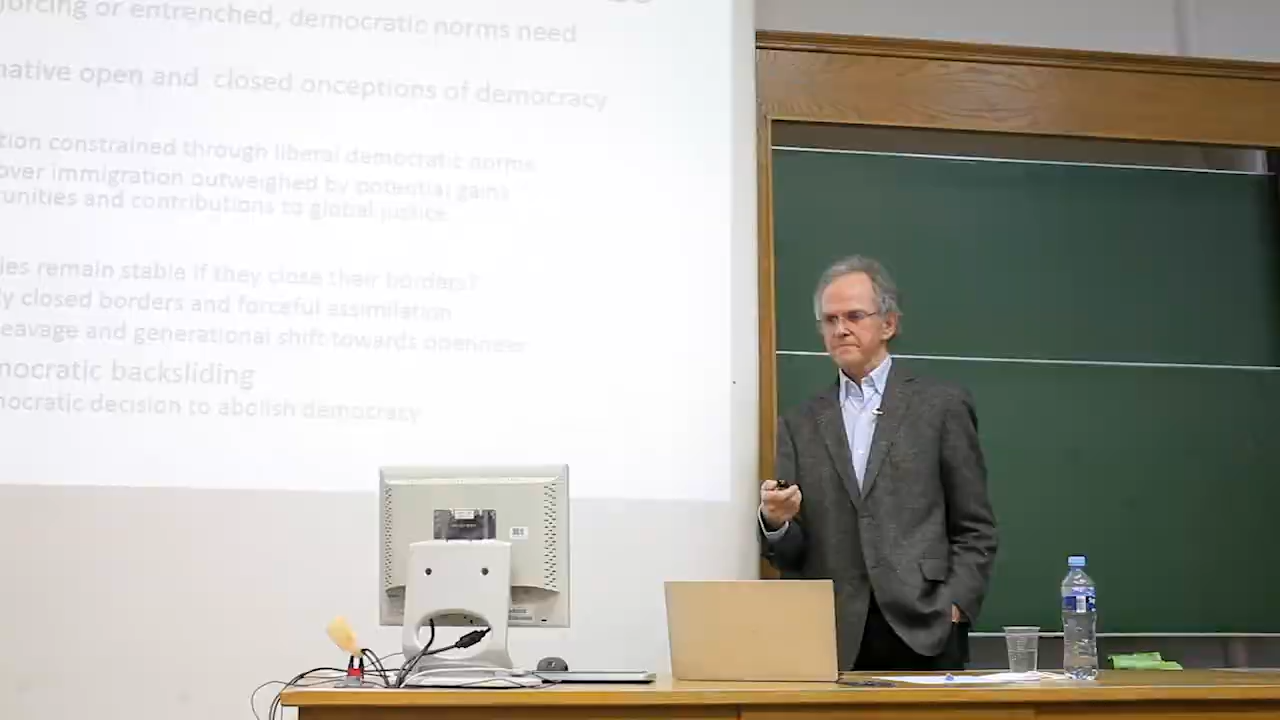 orcing or entrenched, democratic norms need
native open and closed onceptions of democracy
tion constrained through liberal democratic norms
over immigration outweighed by potential gains
unities and contributions to global justice
ies remain stable if they close their borders?
y closed borders and forceful assimilation
eavage and generational shift towards openness
mocratic backsliding
mocratic decision to abolish democracy